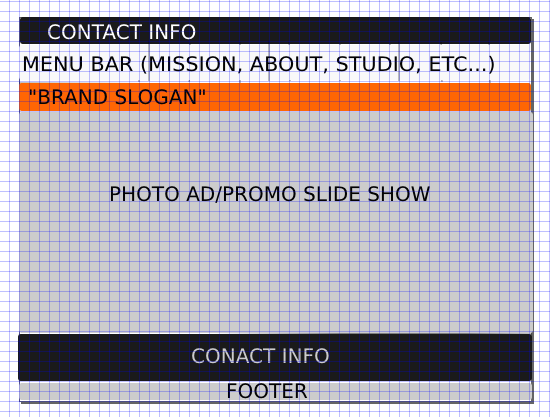 CONTACT INFO
MENU BAR (MISSION, ABOUT, STUDIO, ETC...)
"BRAND SLOGAN"
PHOTO AD/PROMO SLIDE SHOW
CONACT INFO
FOOTER